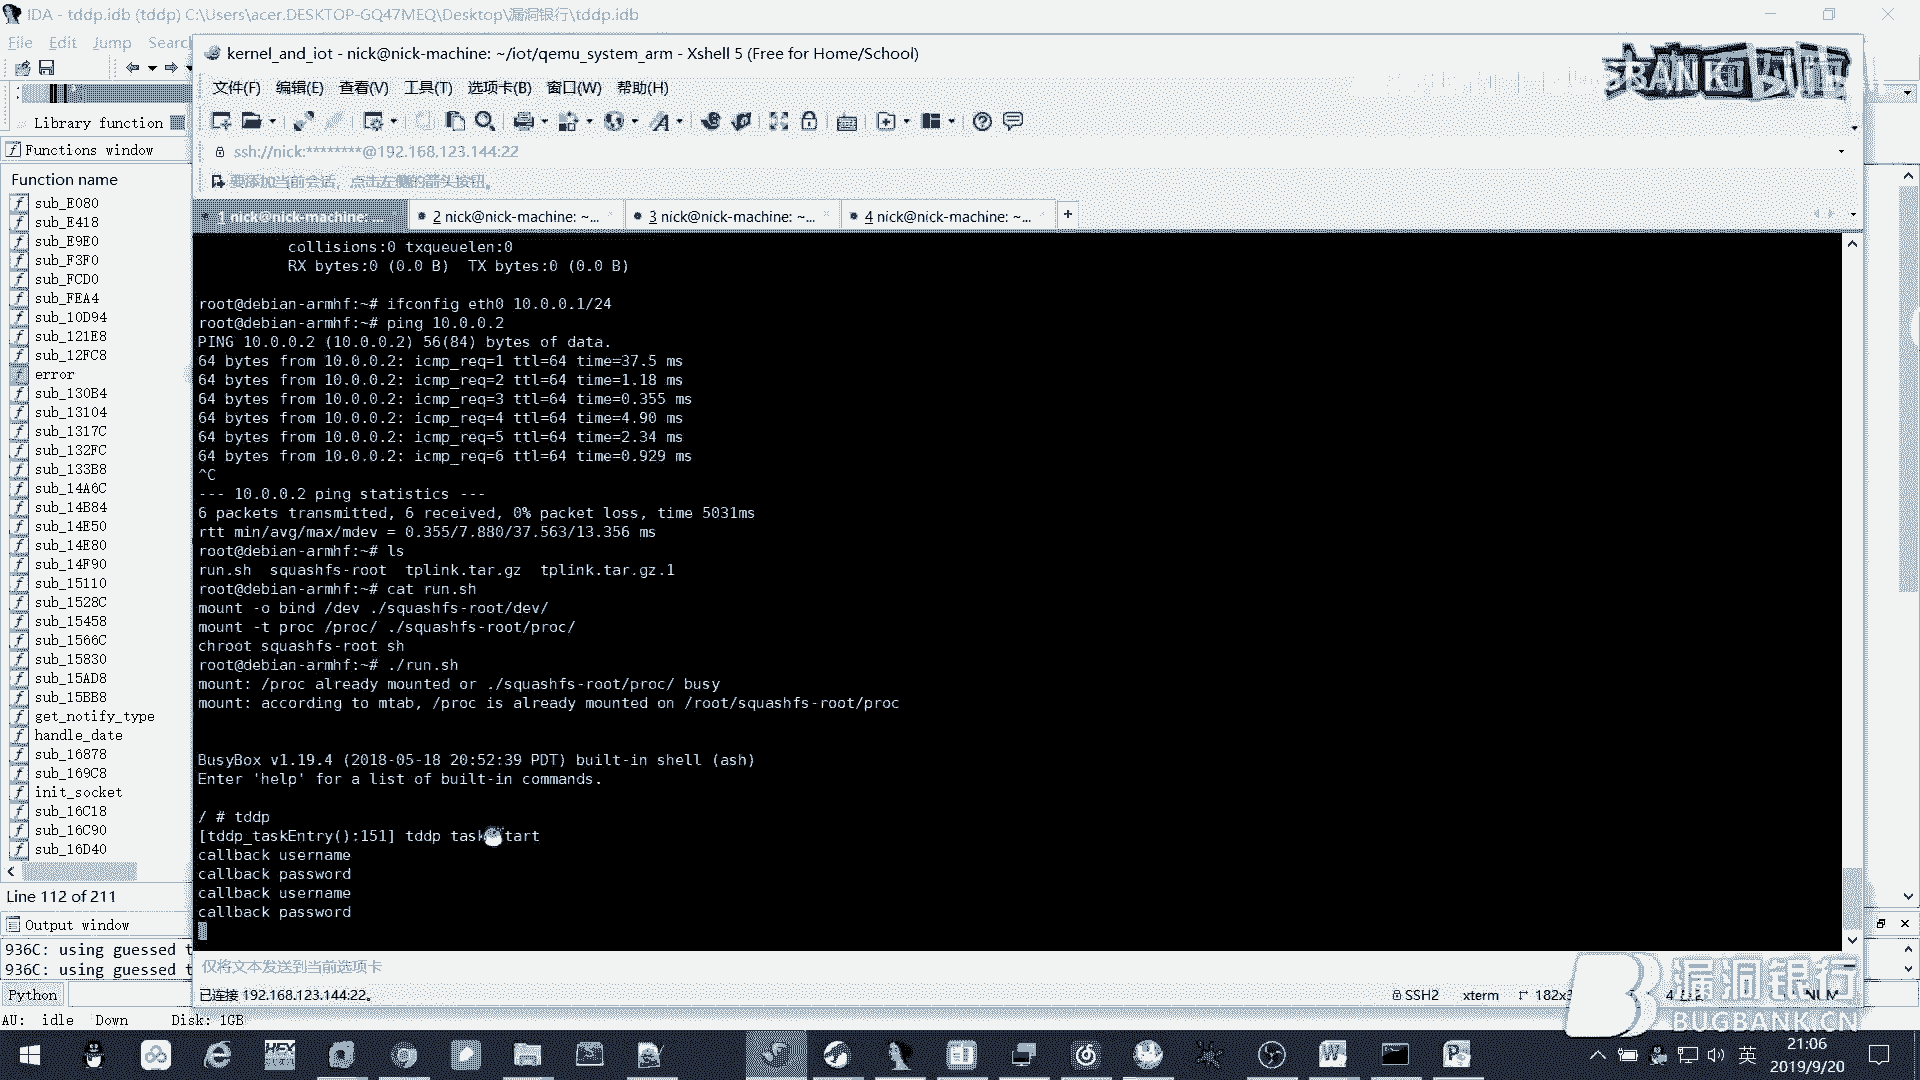 IDA - tddp.idb (tddp) C:\Users\acer.DESKTOP-GQ47MEQ\Desktop\漏洞银行\tddp.idb
File Edit Jump Searc
kernel_and_iot - nick@nick-machine: ~/iot/qemu_system_arm - Xshell 5 (Free for Home/School)
文件(F) 编辑(E) 查看(V) 工具(T) 选项卡(B) 窗口(W) 帮助(H)
Library function
ssh://nick:********@192.168.123.144:22
Functions window
要添加当前会话，点击左侧的箭头按钮。
Function name
1 nick@nick-machine: ... 2 nick@nick-machine: ~... 3 nick@nick-machine: ~... 4 nick@nick-machine: ~... +
sub_E080
sub_E418
sub_E9E0
sub_F3F0
sub_FCD0
sub_FEA4
sub_10D94
sub_121E8
sub_12FC8
error
sub_130B4
sub_13104
sub_1317C
sub_132FC
sub_133B8
sub_14A6C
sub_14B84
sub_14E50
sub_14E80
sub_14F90
sub_15110
sub_1528C
sub_15458
sub_1566C
sub_15830
sub_15AD8
sub_15BB8
get_notify_type
handle_date
sub_16878
sub_169C8
init_socket
sub_16C18
sub_16C90
sub_16D40
Line 112 of 211
Output window
936C: using guessed t
936C: using guessed t
Python
AU: idle Down Disk: 1GB
collisions:0 txqueuelen:0
RX bytes:0 (0.0 B) TX bytes:0 (0.0 B)
root@debian-armhf:~# ifconfig eth0 10.0.0.1/24
root@debian-armhf:~# ping 10.0.0.2
PING 10.0.0.2 (10.0.0.2) 56(84) bytes of data.
64 bytes from 10.0.0.2: icmp_req=1 ttl=64 time=37.5 ms
64 bytes from 10.0.0.2: icmp_req=2 ttl=64 time=1.18 ms
64 bytes from 10.0.0.2: icmp_req=3 ttl=64 time=0.355 ms
64 bytes from 10.0.0.2: icmp_req=4 ttl=64 time=4.90 ms
64 bytes from 10.0.0.2: icmp_req=5 ttl=64 time=2.34 ms
64 bytes from 10.0.0.2: icmp_req=6 ttl=64 time=0.929 ms
^C
--- 10.0.0.2 ping statistics ---
6 packets transmitted, 6 received, 0% packet loss, time 5031ms
rtt min/avg/max/mdev = 0.355/7.880/37.563/13.356 ms
root@debian-armhf:~# ls
run.sh squashfs-root tplink.tar.gz tplink.tar.gz.1
root@debian-armhf:~# cat run.sh
mount -o bind /dev ./squashfs-root/dev/
mount -t proc /proc/ ./squashfs-root/proc/
chroot squashfs-root sh
root@debian-armhf:~# ./run.sh
mount: /proc already mounted or ./squashfs-root/proc/ busy
mount: according to mtab, /proc is already mounted on /root/squashfs-root/proc
BusyBox v1.19.4 (2018-05-18 20:52:39 PDT) built-in shell (ash)
Enter 'help' for a list of built-in commands.
/ # tddp
[tddp_taskEntry():151] tddp task tart
callback username
callback password
callback username
callback password
仅将文本发送到当前选项卡
已连接 192.168.123.144:22。
SSH2 xterm 182x3 NUM
漏洞银行
BUGBANK.CN
英
21:06
2019/9/20